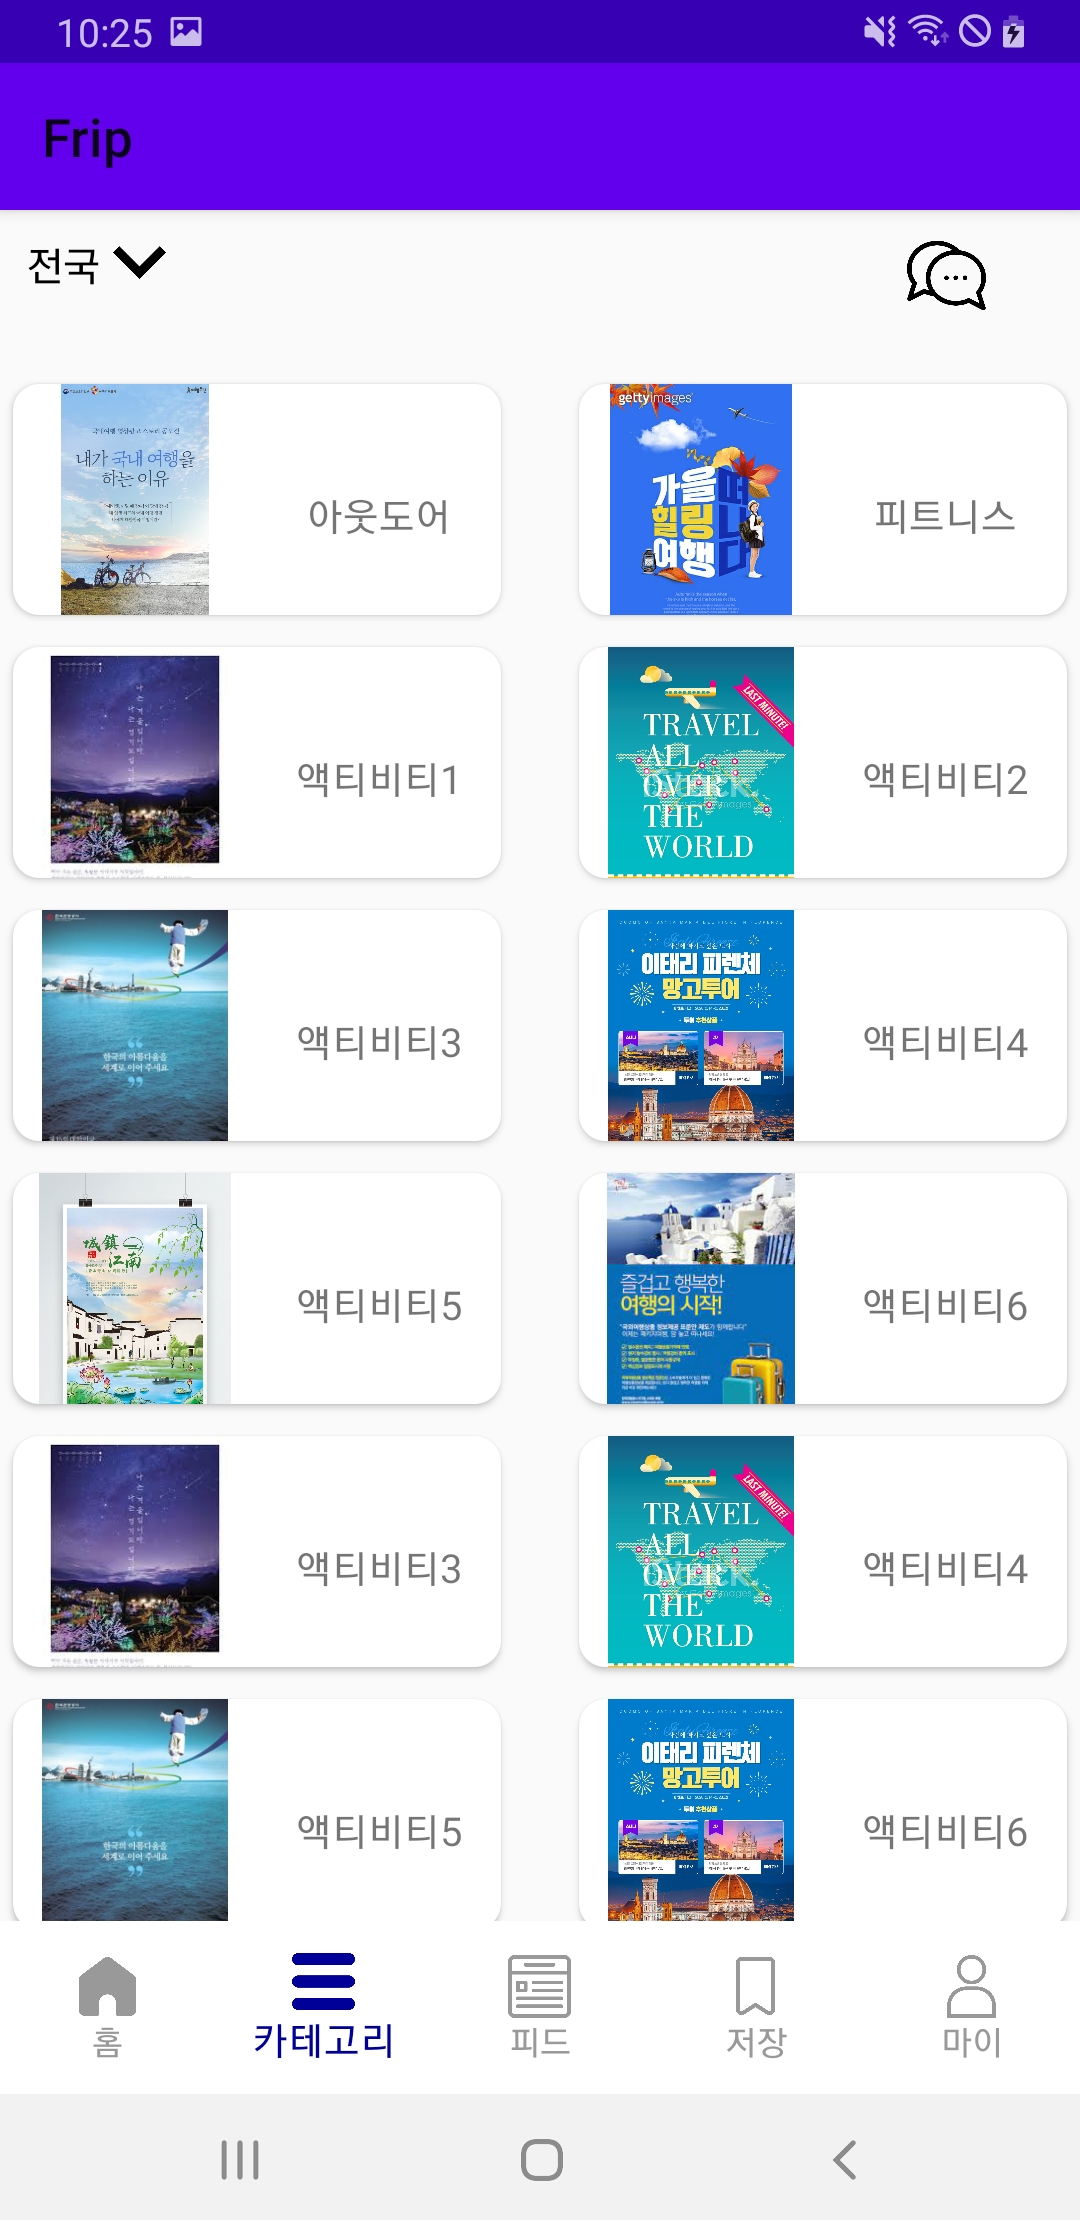 10:25
Frip
전국
내가 국내 여행을
하는 이유
아웃도어
gettyimages
가을
힐링
여행
떠
나
다
피트니스
액티비티1
LAST MINUTE!
TRAVEL
ALL
OVER
THE
WORLD
액티비티2
한국의 아름다움을
세계로 이어 주세요
액티비티3
이태리 피렌체
망고투어
액티비티4
城鎮
江南
액티비티5
즐겁고 행복한
여행의 시작!
액티비티6
액티비티3
LAST MINUTE!
TRAVEL
ALL
OVER
THE
WORLD
액티비티4
한국의 아름다움을
세계로 이어 주세요
액티비티5
이태리 피렌체
망고투어
액티비티6
홈
카테고리
피드
저장
마이